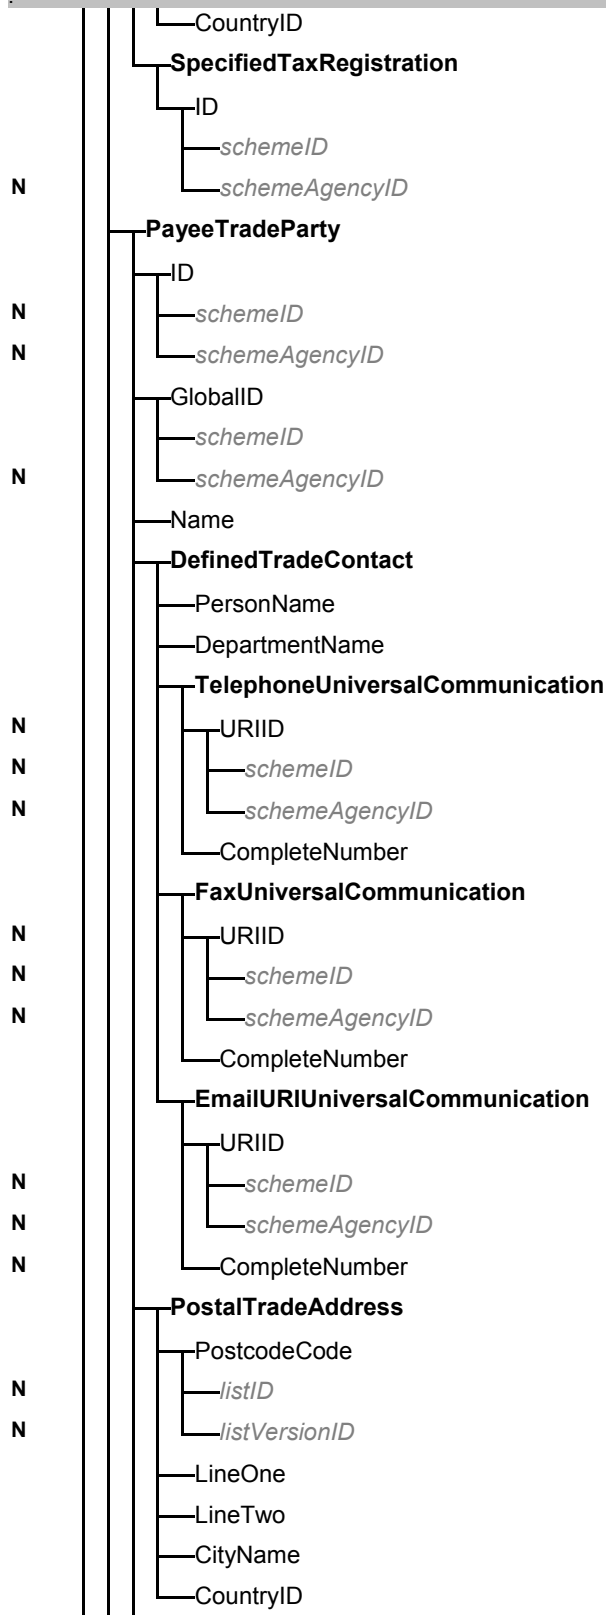 CountryID
SpecifiedTaxRegistration
ID
schemeID
N schemeAgencyID
PayeeTradeParty
ID
N schemeID
N schemeAgencyID
GlobalID
schemeID
N schemeAgencyID
Name
DefinedTradeContact
PersonName
DepartmentName
TelephoneUniversalCommunication
N URIID
N schemeID
N schemeAgencyID
CompleteNumber
FaxUniversalCommunication
N URIID
N schemeID
N schemeAgencyID
CompleteNumber
EmailURIUniversalCommunication
URIID
N schemeID
N schemeAgencyID
N CompleteNumber
PostalTradeAddress
PostcodeCode
N listID
N listVersionID
LineOne
LineTwo
CityName
CountryID